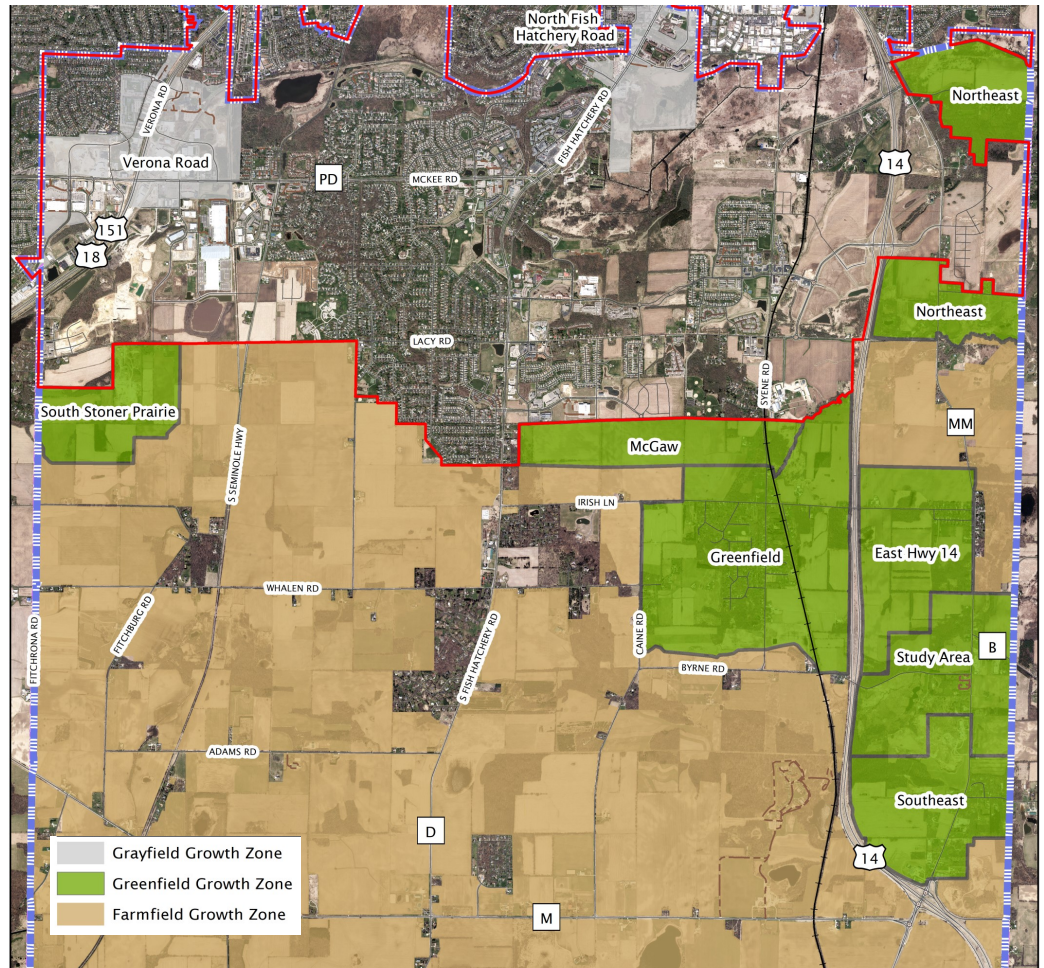 North Fish
Hatchery Road
Northeast
VERONA RD
FISH HATCHERY RD
Verona Road
14
PD
MCKEE RD
151
18
Northeast
LACY RD
SYENE RD
South Stoner Prairie
MM
McGaw
S SEMINOLE HWY
IRISH LN
Greenfield
East Hwy 14
WHALEN RD
FITCHBURG RD
FITCHRONA RD
CAINE RD
S FISH HATCHERY RD
B
Study Area
BYRNE RD
ADAMS RD
Southeast
D
14
Grayfield Growth Zone
Greenfield Growth Zone
Farmfield Growth Zone
M